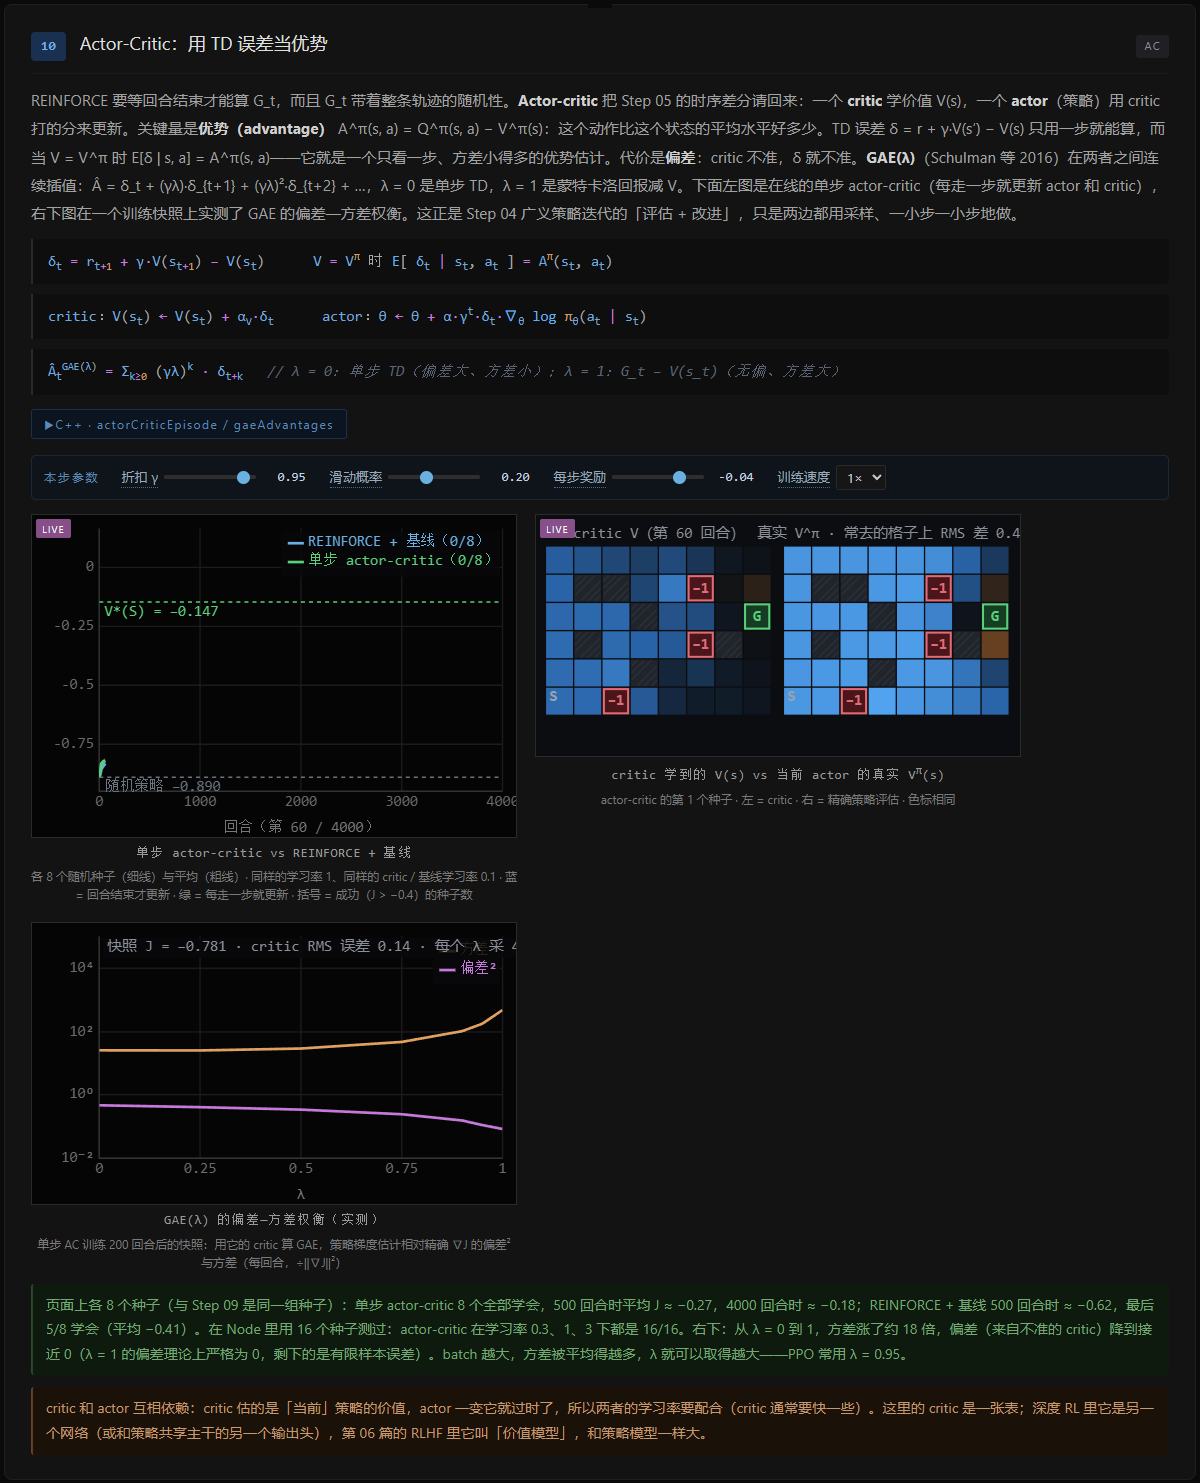 10 Actor-Critic：用 TD 误差当优势 AC
REINFORCE 要等回合结束才能算 G_t，而且 G_t 带着整条轨迹的随机性。Actor-critic 把 Step 05 的时序差分请回来：一个 critic 学价值 V(s)，一个 actor（策略）用 critic
打的分来更新。关键量是优势（advantage） A^π(s, a) = Q^π(s, a) − V^π(s)：这个动作比这个状态的平均水平好多少。TD 误差 δ = r + γ·V(s′) − V(s) 只用一步就能算，而
当 V = V^π 时 E[δ | s, a] = A^π(s, a)——它就是一个只看一步、方差小得多的优势估计。代价是偏差：critic 不准，δ 就不准。GAE(λ)（Schulman 等 2016）在两者之间连
续插值：Â = δ_t + (γλ)·δ_{t+1} + (γλ)²·δ_{t+2} + …，λ = 0 是单步 TD，λ = 1 是蒙特卡洛回报减 V。下面左图是在线的单步 actor-critic（每走一步就更新 actor 和 critic），
右下图在一个训练快照上实测了 GAE 的偏差—方差权衡。这正是 Step 04 广义策略迭代的「评估 + 改进」，只是两边都用采样、一小步一小步地做。
δt = rt+1 + γ·V(st+1) − V(st) V = Vπ 时 E[ δt | st, at ] = Aπ(st, at)
critic：V(st) ← V(st) + αv·δt actor：θ ← θ + α·γt·δt·∇θ log πθ(at | st)
ÂtGAE(λ) = Σk≥0 (γλ)k · δt+k // λ = 0: 单步 TD（偏差大、方差小）; λ = 1: G_t − V(s_t)（无偏、方差大）
▶C++ · actorCriticEpisode / gaeAdvantages
本步参数 折扣 γ 0.95 滑动概率 0.20 每步奖励 -0.04 训练速度 1×
LIVE
REINFORCE + 基线（0/8）
单步 actor-critic（0/8）
0
V*(S) = −0.147
-0.25
-0.5
-0.75
随机策略 −0.890
0 1000 2000 3000 4000
回合（第 60 / 4000）
单步 actor-critic vs REINFORCE + 基线
各 8 个随机种子（细线）与平均（粗线）· 同样的学习率 1、同样的 critic / 基线学习率 0.1 · 蓝
= 回合结束才更新 · 绿 = 每走一步就更新 · 括号 = 成功（J > −0.4）的种子数
LIVE critic V（第 60 回合） 真实 V^π · 常去的格子上 RMS 差 0.4
−1 −1
G G
−1 −1
S −1 S −1
critic 学到的 V(s) vs 当前 actor 的真实 Vπ(s)
actor-critic 的第 1 个种子 · 左 = critic · 右 = 精确策略评估 · 色标相同
快照 J = −0.781 · critic RMS 误差 0.14 · 每个 λ 采 4
偏差²
10⁴
10²
10⁰
10⁻²
0 0.25 0.5 0.75 1
λ
GAE(λ) 的偏差—方差权衡（实测）
单步 AC 训练 200 回合后的快照：用它的 critic 算 GAE，策略梯度估计相对精确 ∇J 的偏差²
与方差（每回合，÷‖∇J‖²）
页面上各 8 个种子（与 Step 09 是同一组种子）：单步 actor-critic 8 个全部学会，500 回合时平均 J ≈ −0.27，4000 回合时 ≈ −0.18；REINFORCE + 基线 500 回合时 ≈ −0.62，最后
5/8 学会（平均 −0.41）。在 Node 里用 16 个种子测过：actor-critic 在学习率 0.3、1、3 下都是 16/16。右下：从 λ = 0 到 1，方差涨了约 18 倍，偏差（来自不准的 critic）降到接
近 0（λ = 1 的偏差理论上严格为 0，剩下的是有限样本误差）。batch 越大，方差被平均得越多，λ 就可以取得越大——PPO 常用 λ = 0.95。
critic 和 actor 互相依赖：critic 估的是「当前」策略的价值，actor 一变它就过时了，所以两者的学习率要配合（critic 通常要快一些）。这里的 critic 是一张表；深度 RL 里它是另一
个网络（或和策略共享主干的另一个输出头），第 06 篇的 RLHF 里它叫「价值模型」，和策略模型一样大。